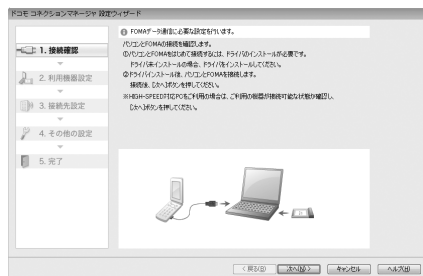 ドコモ コネクションマネージャ 設定ウィザード
FOMAデータ通信に必要な設定を行います。
1. 接続確認
2. 利用機器設定
3. 接続先設定
4. その他の設定
5. 完了
パソコンとFOMAの接続を確認します。
①パソコンとFOMAをはじめて接続するには、ドライバのインストールが必要です。
ドライバ未インストールの場合、ドライバをインストールしてください。
②ドライバインストール後、パソコンとFOMAを接続します。
接続後、[次へ]ボタンを押してください。
※HIGH-SPEED対応PCをご利用の場合は、ご利用の機器が接続可能な状態か確認し、
[次へ]ボタンを押してください。
< 戻る(B)
次へ(N) >
キャンセル
ヘルプ(H)